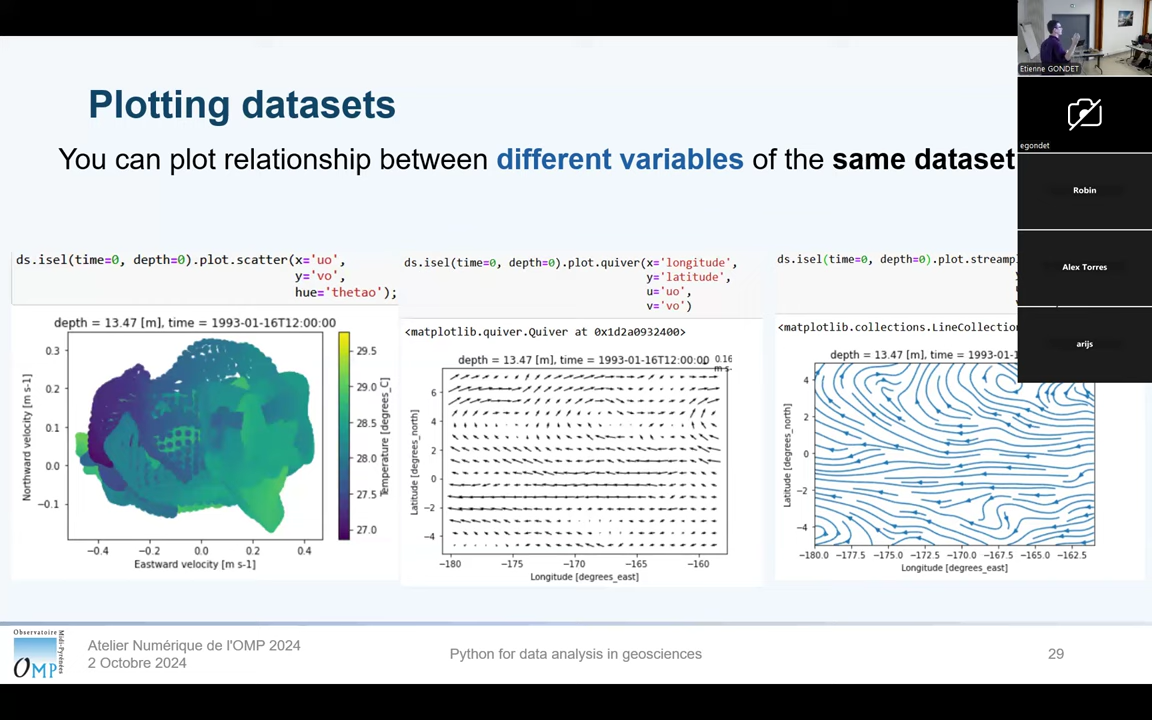 Plotting datasets
You can plot relationship between different variables of the same dataset
ds.isel(time=0, depth=0).plot.scatter(x='uo',
y='vo',
hue='thetao');
depth = 13.47 [m], time = 1993-01-16T12:00:00
0.3
0.2
0.1
0.0
−0.1
Northward velocity [m s-1]
−0.4
−0.2
0.0
0.2
0.4
Eastward velocity [m s-1]
29.5
29.0
28.5
28.0
27.5
27.0
Temperature [degrees_C]
ds.isel(time=0, depth=0).plot.quiver(x='longitude',
y='latitude',
u='uo',
v='vo')
<matplotlib.quiver.Quiver at 0x1d2a0932400>
depth = 13.47 [m], time = 1993-01-16T12:00:00
0.16
m s-
6
4
2
0
−2
−4
Latitude [degrees_north]
−180
−175
−170
−165
−160
Longitude [degrees_east]
ds.isel(time=0, depth=0).plot.streampl
<matplotlib.collections.LineCollection
depth = 13.47 [m], time = 1993-01-1
4
2
0
−2
−4
Latitude [degrees_north]
−180.0
−177.5
−175.0
−172.5
−170.0
−167.5
−165.0
−162.5
Longitude [degrees_east]
Etienne GONDET
egondet
Robin
Alex Torres
arijs
Observatoire
Midi-Pyrénées
OMP
Atelier Numérique de l'OMP 2024
2 Octobre 2024
Python for data analysis in geosciences
29